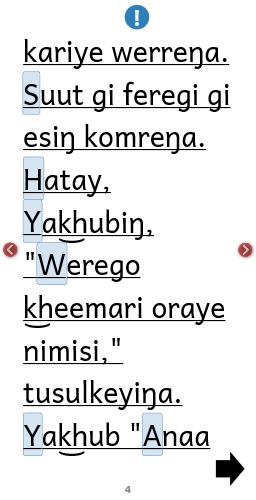 !
kariye werreŋa.
Suut gi feregi gi
esiŋ komreŋa.
Hatay,
Yakhubiŋ,
"Werego
kheemari oraye
nimisi,"
tusulkeyiŋa.
Yakhub "Anaa
4